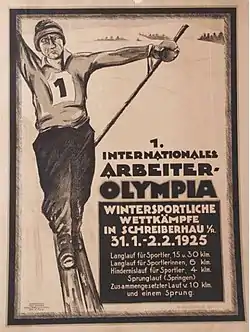 1
1.
INTERNATIONALES
ARBEITER-
OLYMPIA
WINTERSPORTLICHE
WETTKÄMPFE
IN SCHREIBERHAU i/R.
31.1.-2.2.1925
Langlauf für Sportler, 15 u. 30 klm.
Langlauf für Sportlerinnen, 6 klm.
Hindernislauf für Sportler, 4 klm.
Sprunglauf (Springen)
Zusammengesetzter Lauf u. 10 klm.
und einem Sprung.